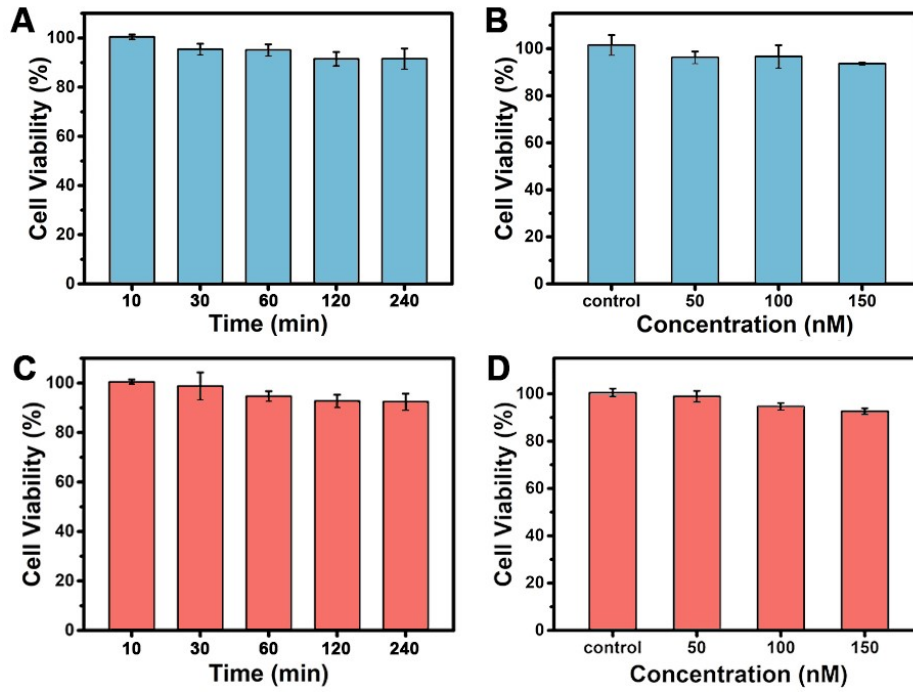 A
Cell Viability (%)
100
80
60
40
20
0
10 30 60 120 240
Time (min)
B
Cell Viability (%)
100
80
60
40
20
0
control 50 100 150
Concentration (nM)
C
Cell Viability (%)
100
80
60
40
20
0
10 30 60 120 240
Time (min)
D
Cell Viability (%)
100
80
60
40
20
0
control 50 100 150
Concentration (nM)